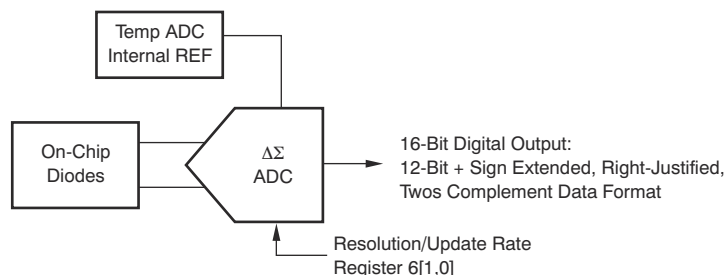 Temp ADC
Internal REF
On-Chip
Diodes
ΔΣ
ADC
16-Bit Digital Output:
12-Bit + Sign Extended, Right-Justified,
Twos Complement Data Format
Resolution/Update Rate
Register 6[1,0]